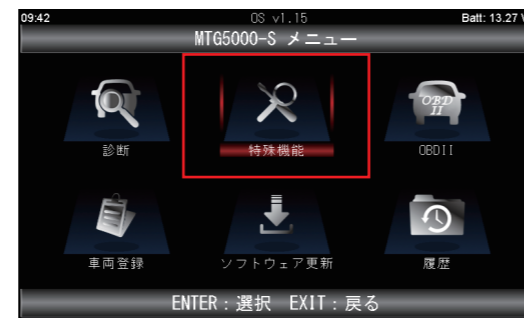 09:42 OS v1.15 Batt: 13.27 V
MTG5000-S メニュー
OBD II
診断 特殊機能 OBDII
車両登録 ソフトウェア更新 履歴
ENTER：選択 EXIT：戻る